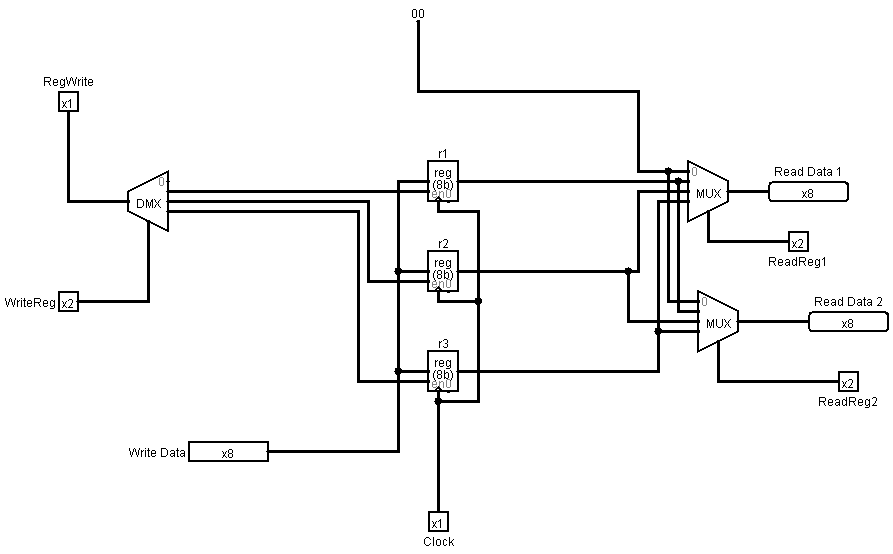 00
RegWrite
x1
0
DMX
WriteReg
x2
r1
reg
(8b)
en0
r2
reg
(8b)
en0
r3
reg
(8b)
en0
Write Data
x8
x1
Clock
0
MUX
Read Data 1
x8
x2
ReadReg1
0
MUX
Read Data 2
x8
x2
ReadReg2